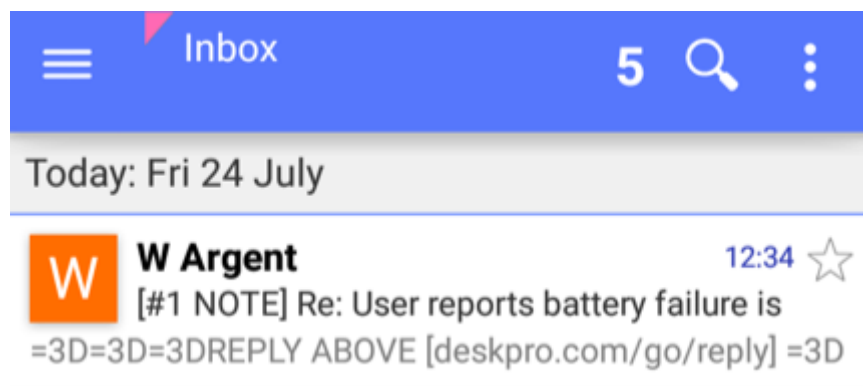 Inbox
5
Today: Fri 24 July
W
W Argent
12:34
[#1 NOTE] Re: User reports battery failure is
=3D=3D=3DREPLY ABOVE [deskpro.com/go/reply] =3D